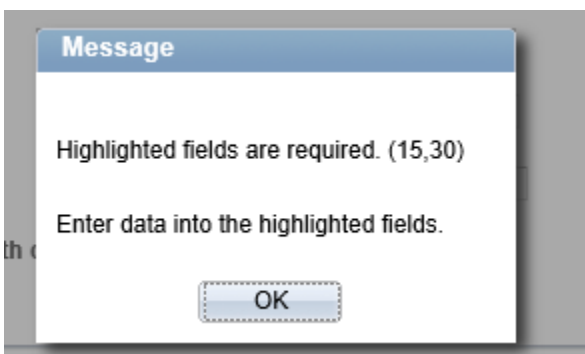 Message
Highlighted fields are required. (15,30)
Enter data into the highlighted fields.
OK